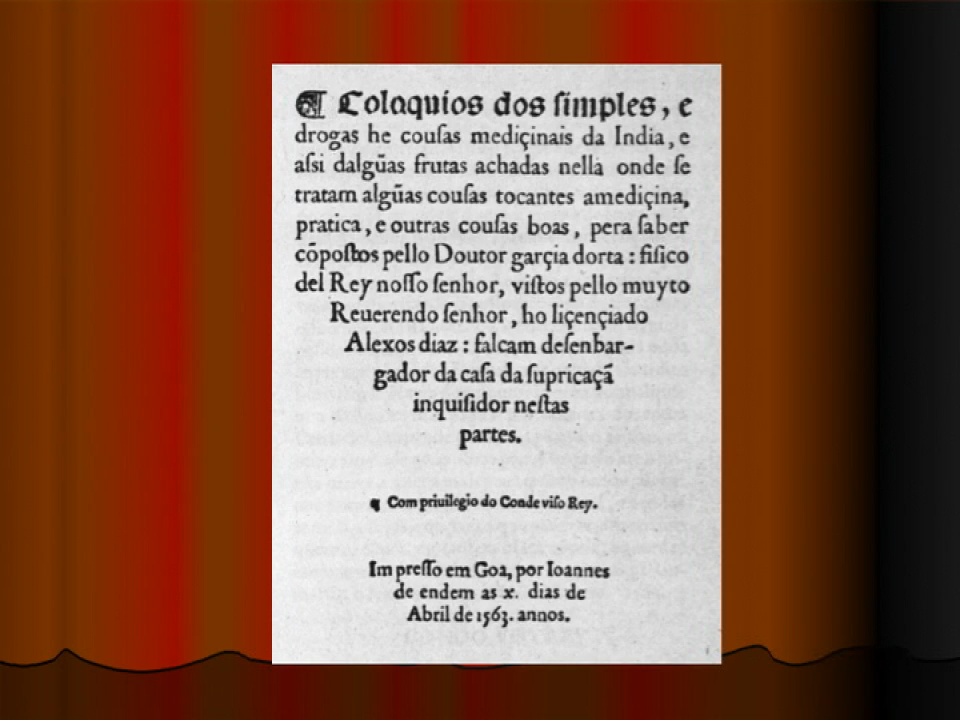 ¶ Coloquios dos ſimples, e
drogas he couſas mediçinais da India, e
aſsi dalgũas frutas achadas nella onde ſe
tratam algũas couſas tocantes amediçina,
pratica, e outras couſas boas, pera ſaber
cõpoſtos pello Doutor garçia dorta : fiſico
del Rey noſſo ſenhor, viſtos pello muyto
Reuerendo ſenhor, ho liçençiado
Alexos diaz : falcam deſenbar-
gador da caſa da ſupricaçã
inquiſidor neſtas
partes.
¶ Com priuilegio do Conde viſo Rey.
Im preſſo em Goa, por Ioannes
de endem as x. dias de
Abril de 1563. annos.